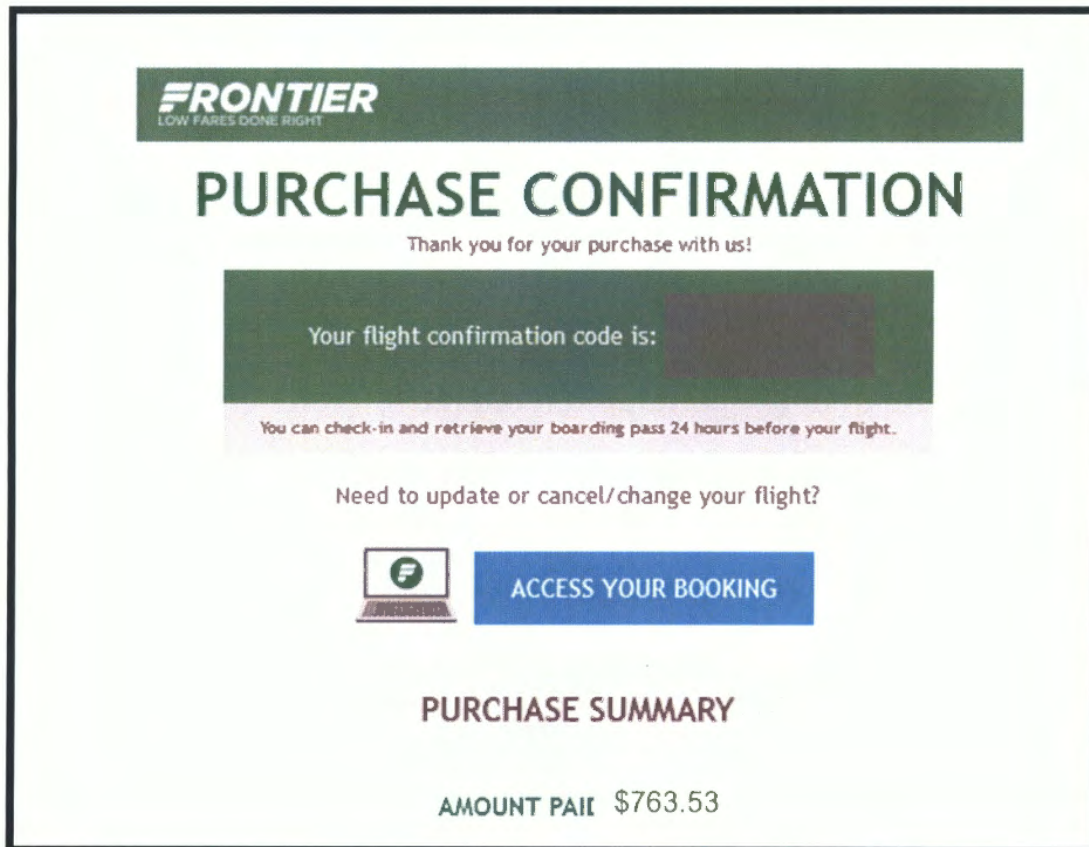 FRONTIER
LOW FARES DONE RIGHT
PURCHASE CONFIRMATION
Thank you for your purchase with us!
Your flight confirmation code is:
You can check-in and retrieve your boarding pass 24 hours before your flight.
Need to update or cancel/change your flight?
ACCESS YOUR BOOKING
PURCHASE SUMMARY
AMOUNT PAI $763.53